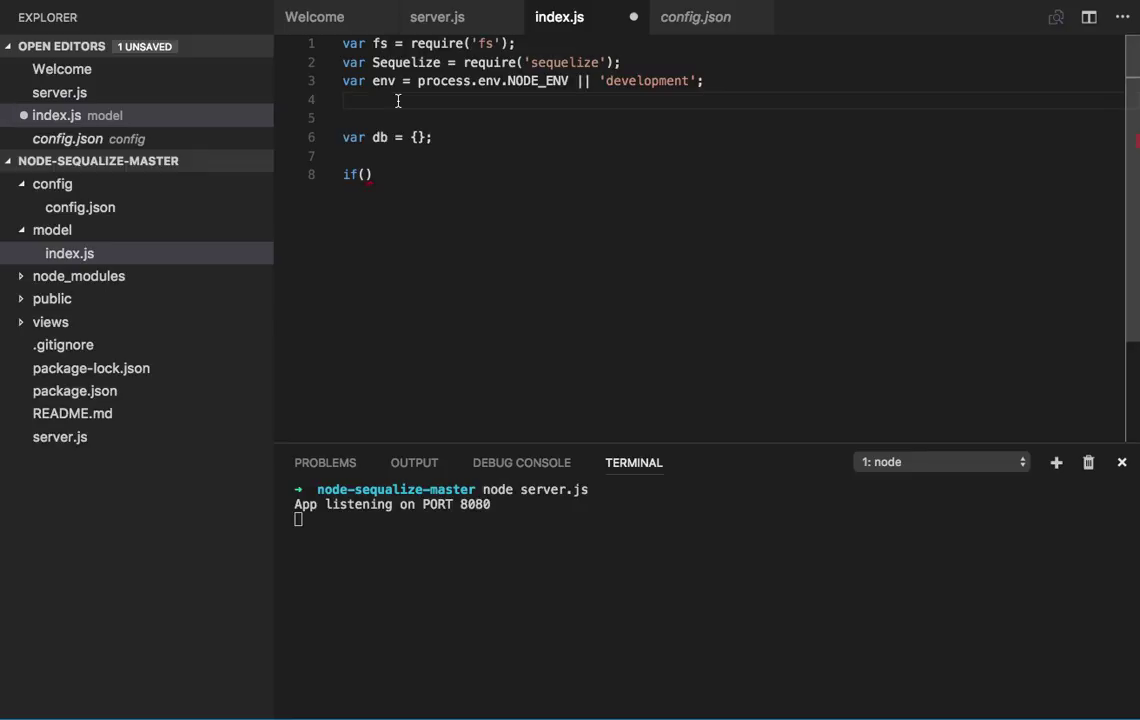 EXPLORER
OPEN EDITORS 1 UNSAVED
Welcome
server.js
index.js model
config.json config
NODE-SEQUALIZE-MASTER
config
config.json
model
index.js
node_modules
public
views
.gitignore
package-lock.json
package.json
README.md
server.js
Welcome server.js index.js config.json
1 var fs = require('fs');
2 var Sequelize = require('sequelize');
3 var env = process.env.NODE_ENV || 'development';
4
5
6 var db = {};
7
8 if()
PROBLEMS OUTPUT DEBUG CONSOLE TERMINAL 1: node
➜ node-sequalize-master node server.js
App listening on PORT 8080